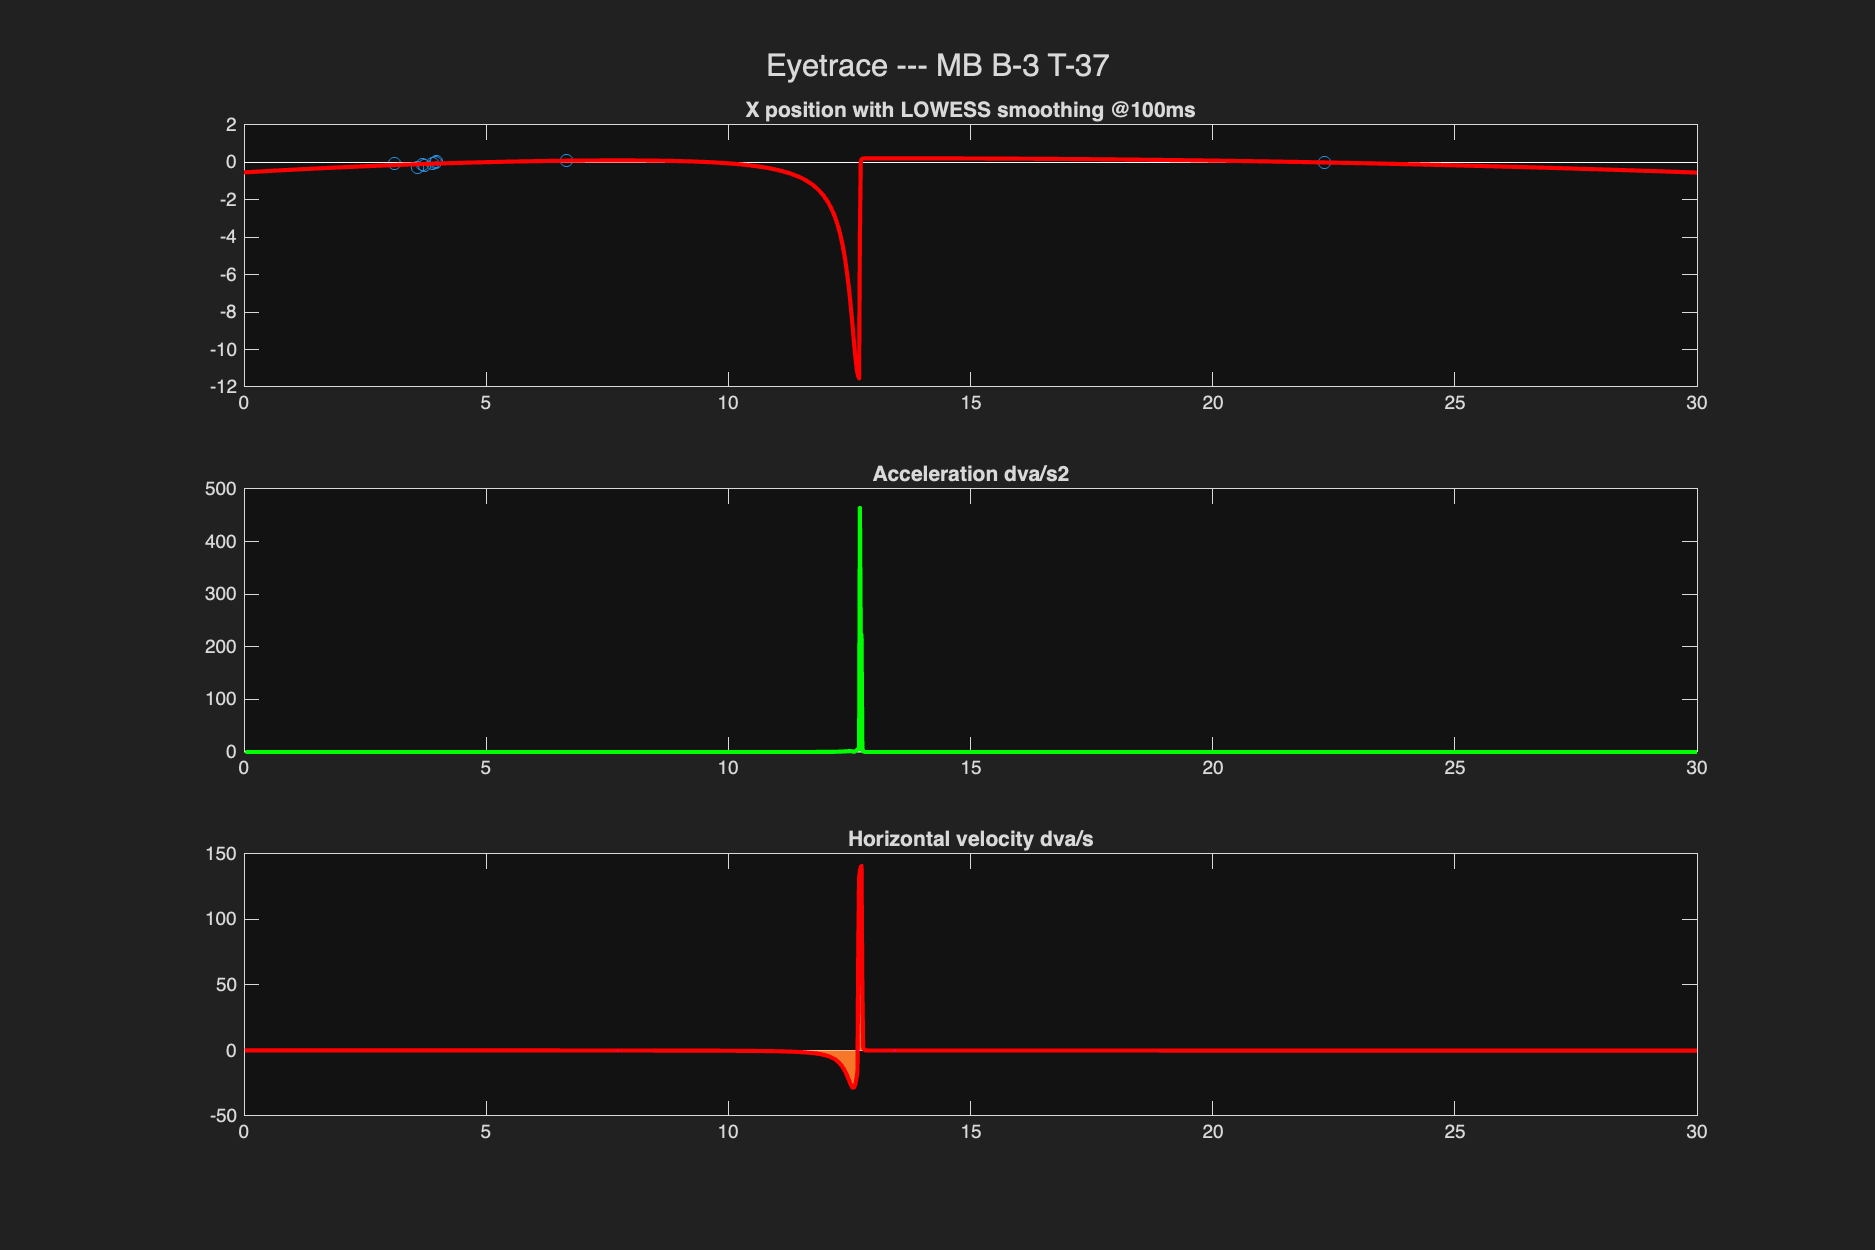 Eyetrace --- MB B-3 T-37
X position with LOWESS smoothing @100ms
2
0
-2
-4
-6
-8
-10
-12
0 5 10 15 20 25 30
Acceleration dva/s2
500
400
300
200
100
0
0 5 10 15 20 25 30
Horizontal velocity dva/s
150
100
50
0
-50
0 5 10 15 20 25 30